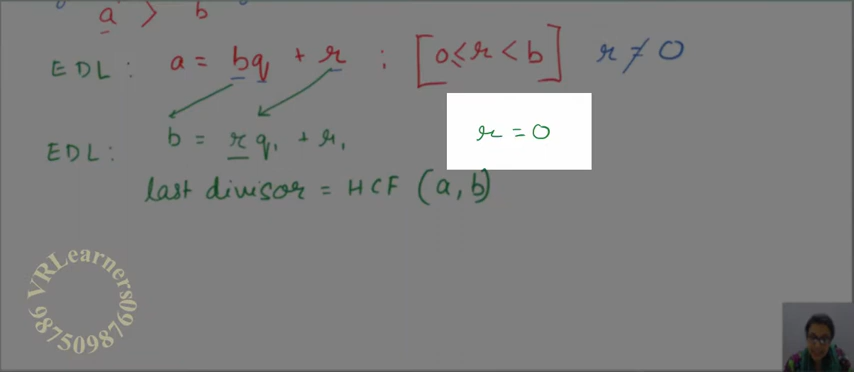 a > b
EDL: a = bq + r ; [0 ≤ r < b] r ≠ 0
EDL: b = rq₁ + r₁ r = 0
last divisor = HCF (a, b)
VRLearners
9875098760